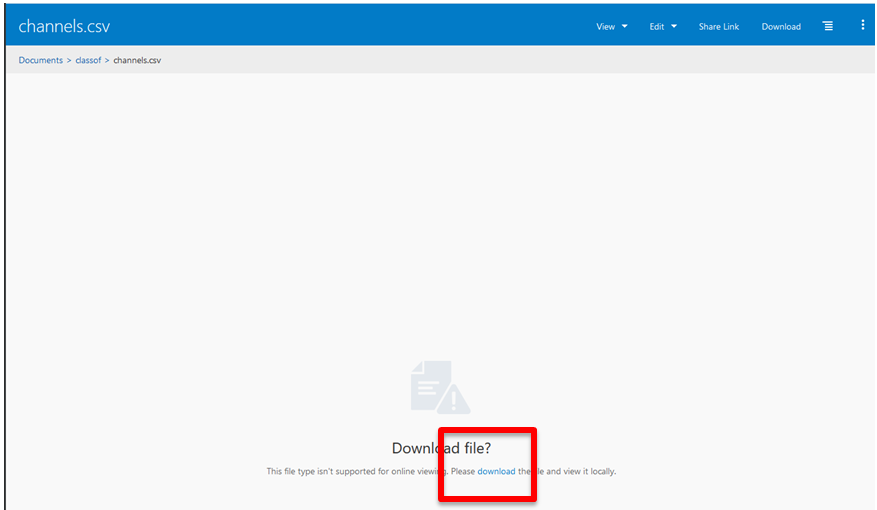 channels.csv
View Edit Share Link Download
Documents > classof > channels.csv
Download file?
This file type isn't supported for online viewing. Please download the file and view it locally.